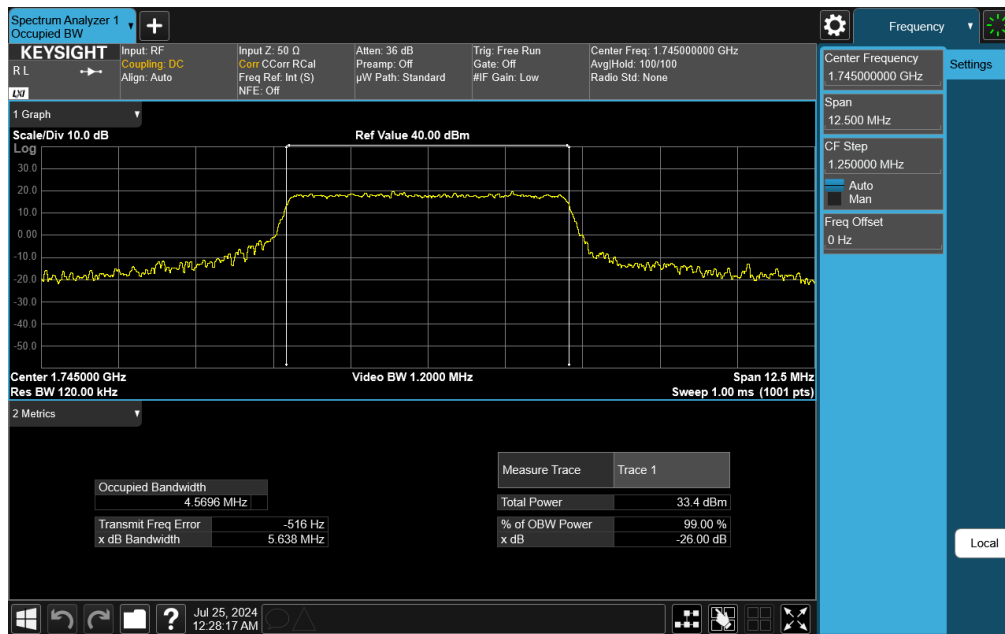 Spectrum Analyzer 1
Occupied BW
Frequency
KEYSIGHT
R L
LXI
Input: RF
Coupling: DC
Align: Auto
Input Z: 50 Ω
Corr CCorr RCal
Freq Ref: Int (S)
NFE: Off
Atten: 36 dB
Preamp: Off
µW Path: Standard
Trig: Free Run
Gate: Off
#IF Gain: Low
Center Freq: 1.745000000 GHz
Avg|Hold: 100/100
Radio Std: None
Center Frequency
1.745000000 GHz
Settings
Span
12.500 MHz
CF Step
1.250000 MHz
Auto
Man
Freq Offset
0 Hz
1 Graph
Scale/Div 10.0 dB
Ref Value 40.00 dBm
Log
30.0
20.0
10.0
0.00
-10.0
-20.0
-30.0
-40.0
-50.0
Center 1.745000 GHz
Video BW 1.2000 MHz
Span 12.5 MHz
Res BW 120.00 kHz
Sweep 1.00 ms (1001 pts)
2 Metrics
Occupied Bandwidth
4.5696 MHz
Transmit Freq Error -516 Hz
x dB Bandwidth 5.638 MHz
Measure Trace Trace 1
Total Power 33.4 dBm
% of OBW Power 99.00 %
x dB -26.00 dB
Local
Jul 25, 2024
12:28:17 AM